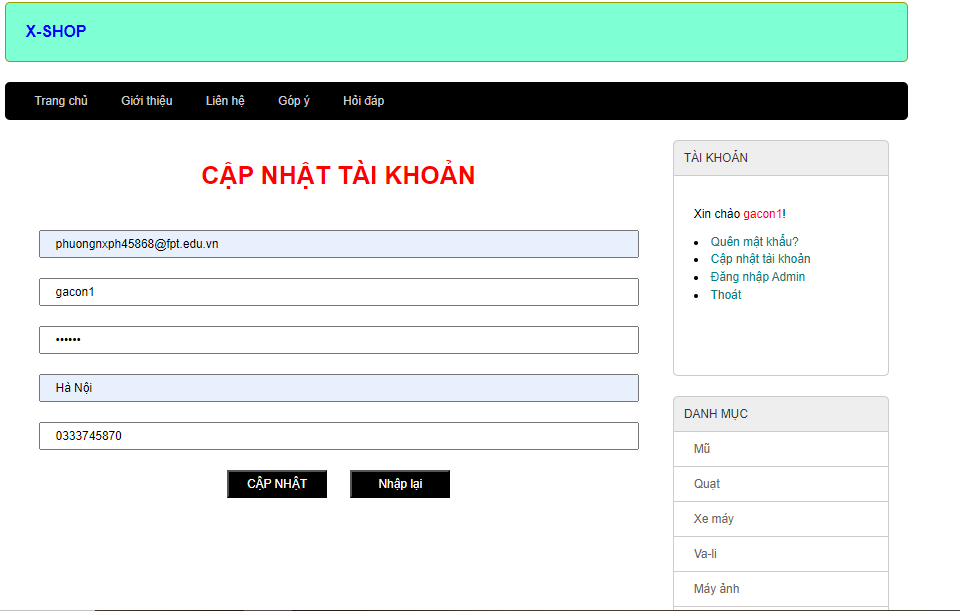 X-SHOP
Trang chủ Giới thiệu Liên hệ Góp ý Hỏi đáp
CẬP NHẬT TÀI KHOẢN
phuongnxph45868@fpt.edu.vn
gacon1
••••••
Hà Nội
0333745870
CẬP NHẬT Nhập lại
TÀI KHOẢN
Xin chào gacon1!
Quên mật khẩu?
Cập nhật tài khoản
Đăng nhập Admin
Thoát
DANH MỤC
Mũ
Quạt
Xe máy
Va-li
Máy ảnh